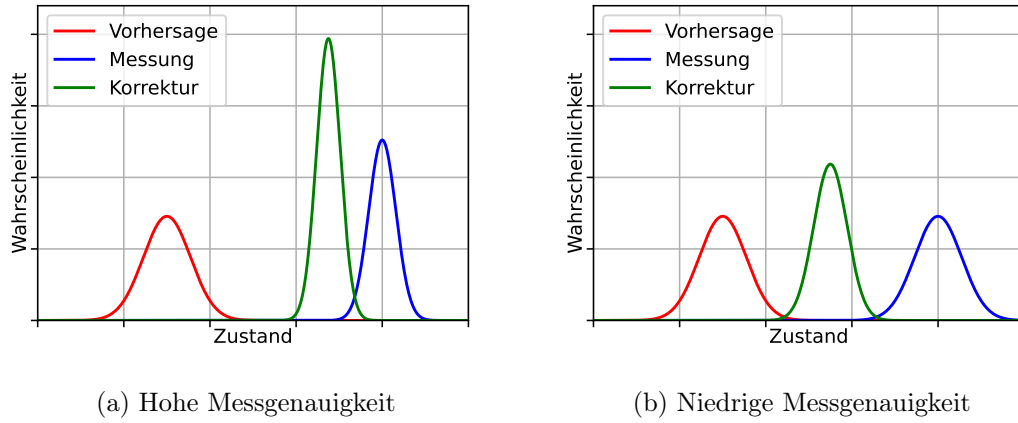 Vorhersage
Messung
Korrektur
Wahrscheinlichkeit
Zustand
(a) Hohe Messgenauigkeit
Vorhersage
Messung
Korrektur
Wahrscheinlichkeit
Zustand
(b) Niedrige Messgenauigkeit